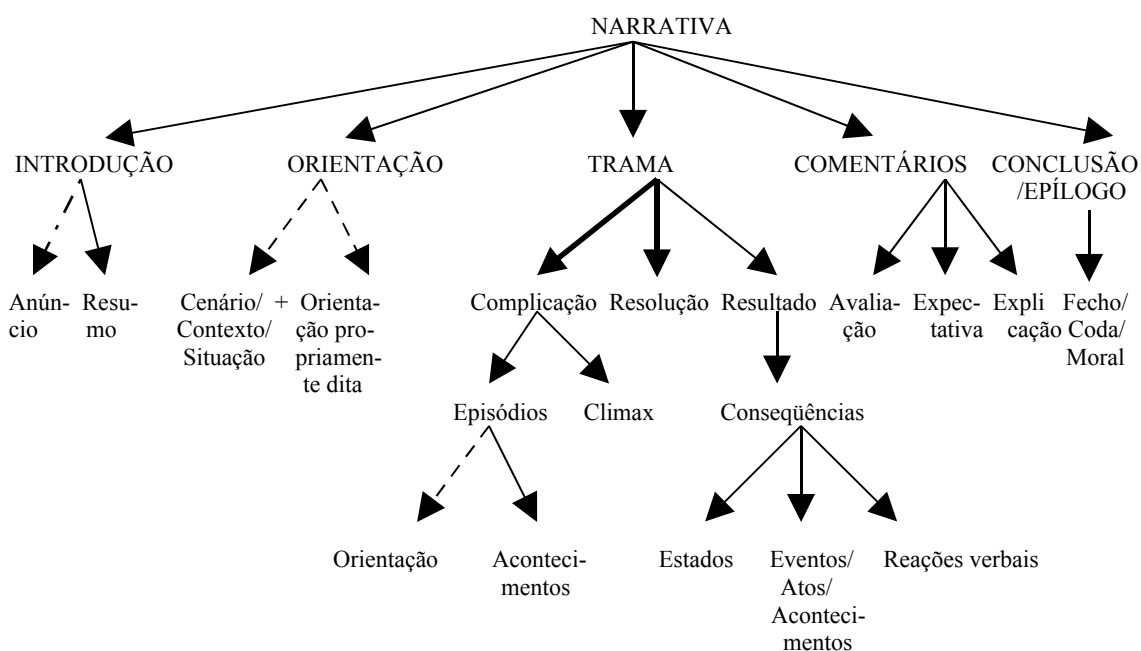 NARRATIVA
INTRODUÇÃO ORIENTAÇÃO TRAMA COMENTÁRIOS CONCLUSÃO
/EPÍLOGO
Anún-
cio
Resu-
mo
Cenário/ + Orienta-
Contexto/ ção pro-
Situação priamen-
te dita
Complicação Resolução Resultado
Avalia-
ção
Expec-
tativa
Expli
cação
Fecho/
Coda/
Moral
Episódios Climax Conseqüências
Orientação
Aconteci-
mentos
Estados
Eventos/
Atos/
Aconteci-
mentos
Reações verbais